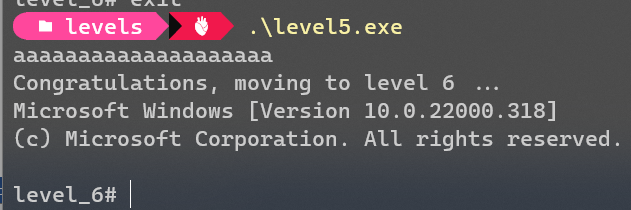 level_6# exit
levels .\level5.exe
aaaaaaaaaaaaaaaaaaaa
Congratulations, moving to level 6 ...
Microsoft Windows [Version 10.0.22000.318]
(c) Microsoft Corporation. All rights reserved.
level_6#